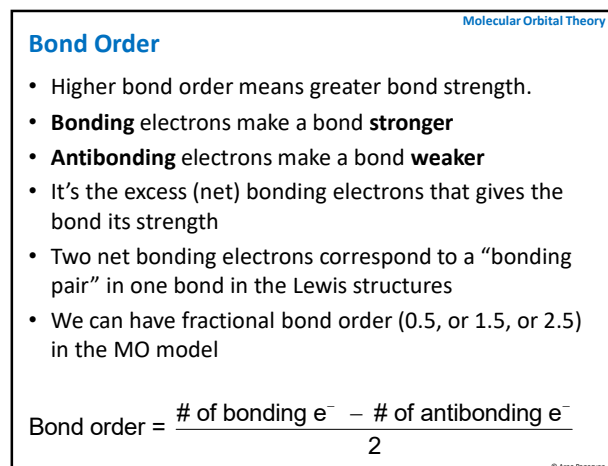 Molecular Orbital Theory
Bond Order
• Higher bond order means greater bond strength.
• Bonding electrons make a bond stronger
• Antibonding electrons make a bond weaker
• It’s the excess (net) bonding electrons that gives the
bond its strength
• Two net bonding electrons correspond to a “bonding
pair” in one bond in the Lewis structures
• We can have fractional bond order (0.5, or 1.5, or 2.5)
in the MO model
# of bonding e⁻ − # of antibonding e⁻
Bond order =
2